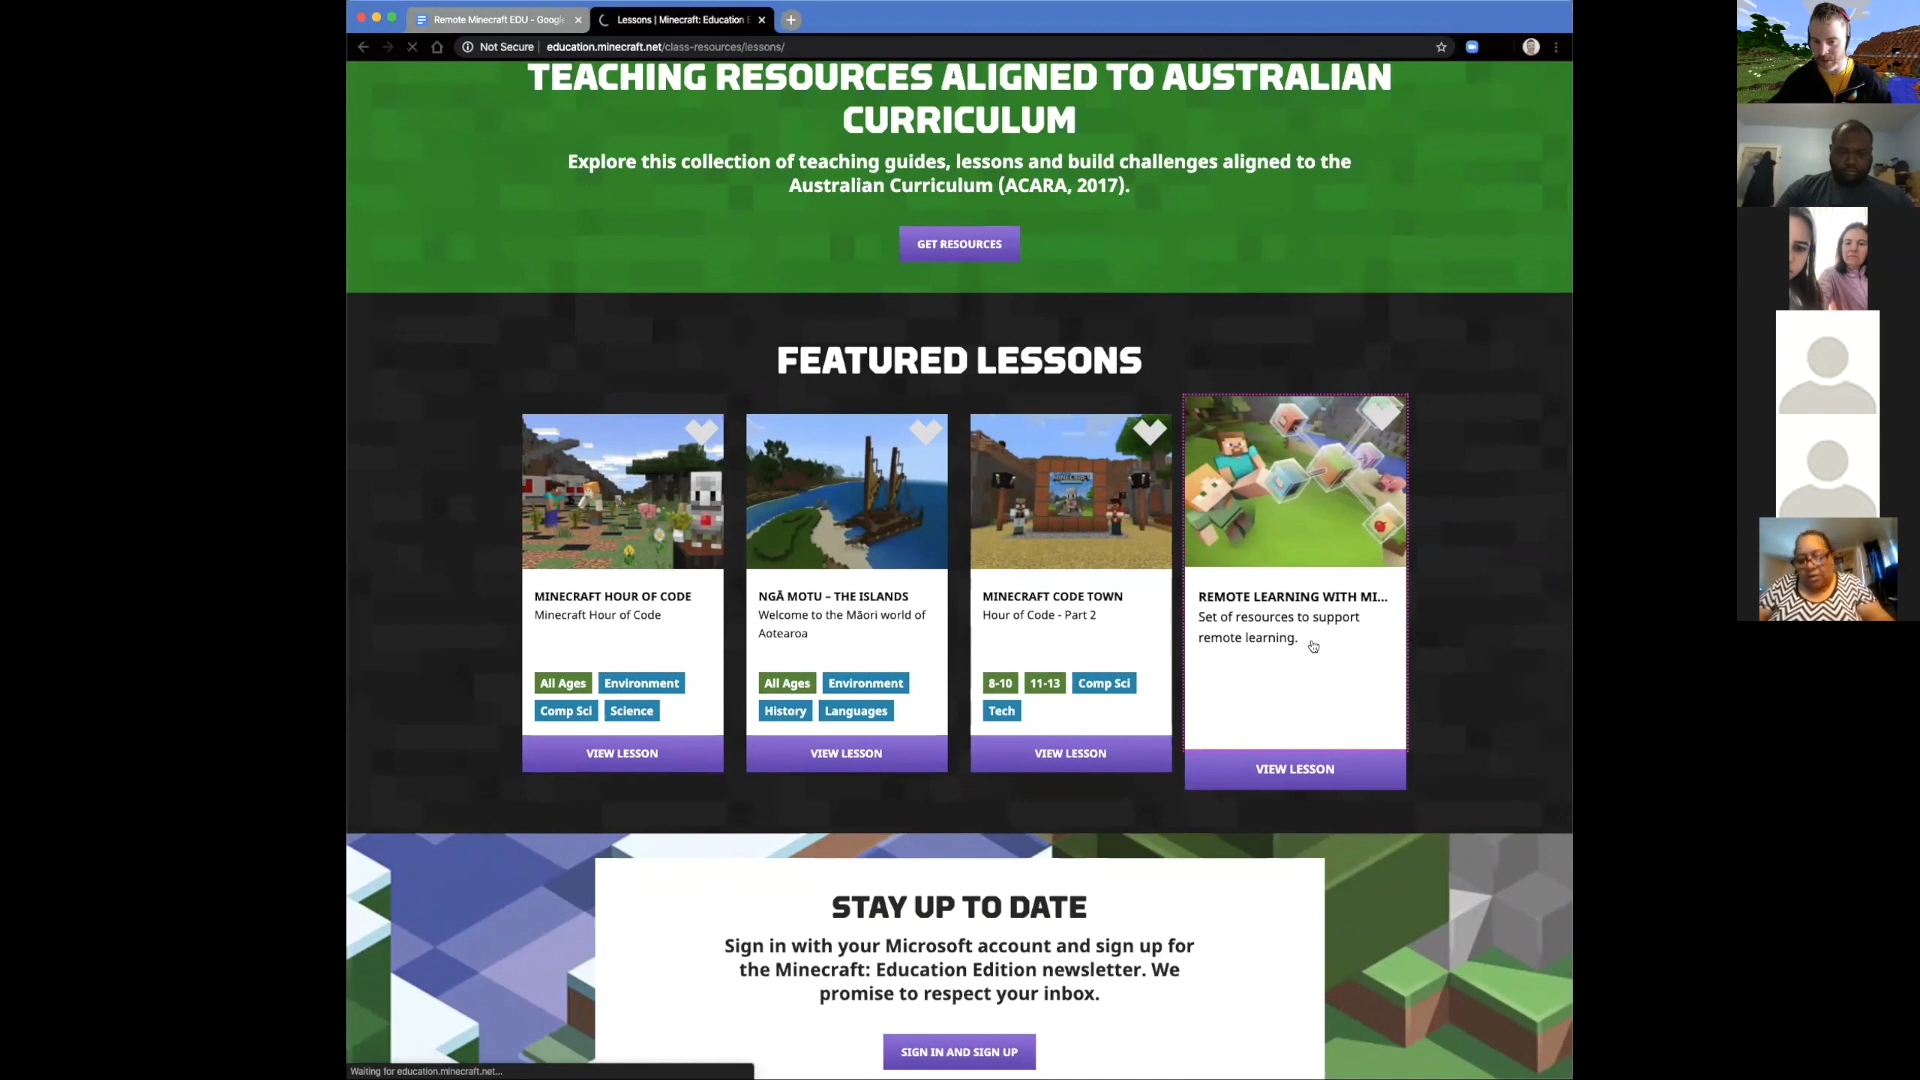 Remote Minecraft EDU - Google
Lessons | Minecraft: Education E
Not Secure
education.minecraft.net/class-resources/lessons/
TEACHING RESOURCES ALIGNED TO AUSTRALIAN
CURRICULUM
Explore this collection of teaching guides, lessons and build challenges aligned to the
Australian Curriculum (ACARA, 2017).
GET RESOURCES
FEATURED LESSONS
MINECRAFT HOUR OF CODE
Minecraft Hour of Code
All Ages Environment
Comp Sci Science
VIEW LESSON
NGĀ MOTU – THE ISLANDS
Welcome to the Māori world of
Aotearoa
All Ages Environment
History Languages
VIEW LESSON
MINECRAFT CODE TOWN
Hour of Code - Part 2
8-10 11-13 Comp Sci
Tech
VIEW LESSON
REMOTE LEARNING WITH MI...
Set of resources to support
remote learning.
VIEW LESSON
STAY UP TO DATE
Sign in with your Microsoft account and sign up for
the Minecraft: Education Edition newsletter. We
promise to respect your inbox.
SIGN IN AND SIGN UP
Waiting for education.minecraft.net...